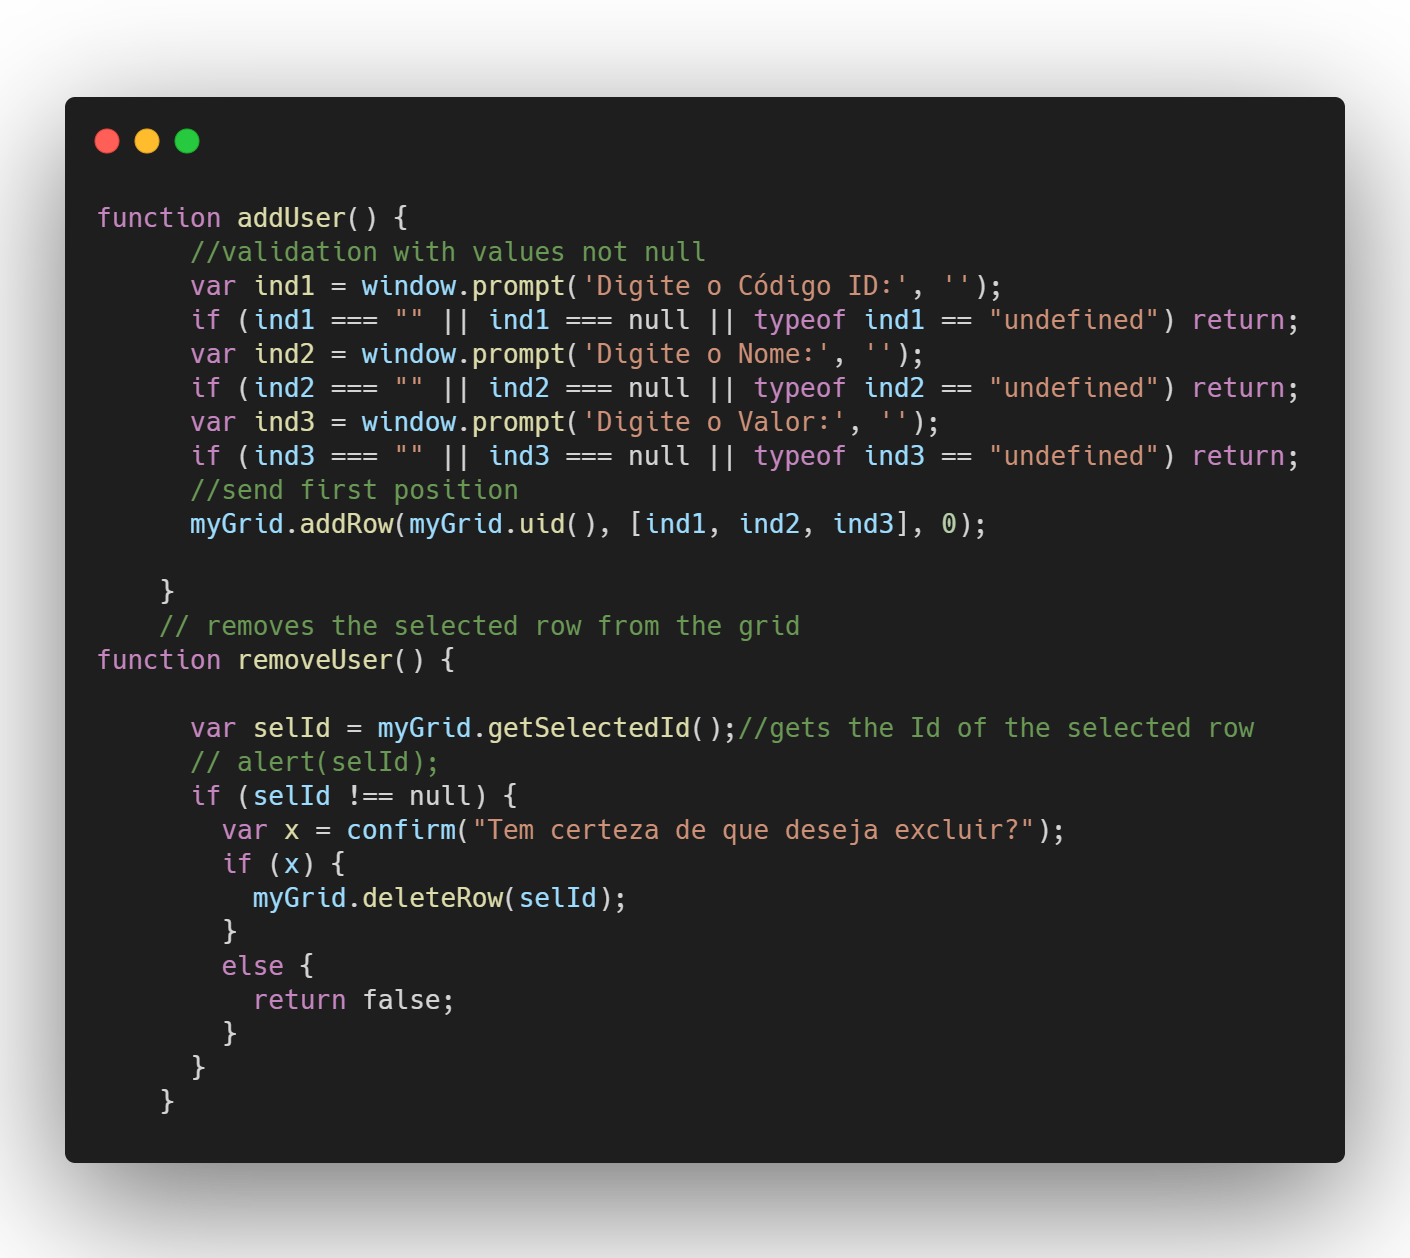 function addUser() {
      //validation with values not null
      var ind1 = window.prompt('Digite o Código ID:', '');
      if (ind1 === "" || ind1 === null || typeof ind1 == "undefined") return;
      var ind2 = window.prompt('Digite o Nome:', '');
      if (ind2 === "" || ind2 === null || typeof ind2 == "undefined") return;
      var ind3 = window.prompt('Digite o Valor:', '');
      if (ind3 === "" || ind3 === null || typeof ind3 == "undefined") return;
      //send first position
      myGrid.addRow(myGrid.uid(), [ind1, ind2, ind3], 0);

    }
    // removes the selected row from the grid
function removeUser() {

      var selId = myGrid.getSelectedId();//gets the Id of the selected row
      // alert(selId);
      if (selId !== null) {
        var x = confirm("Tem certeza de que deseja excluir?");
        if (x) {
          myGrid.deleteRow(selId);
        }
        else {
          return false;
        }
      }
    }